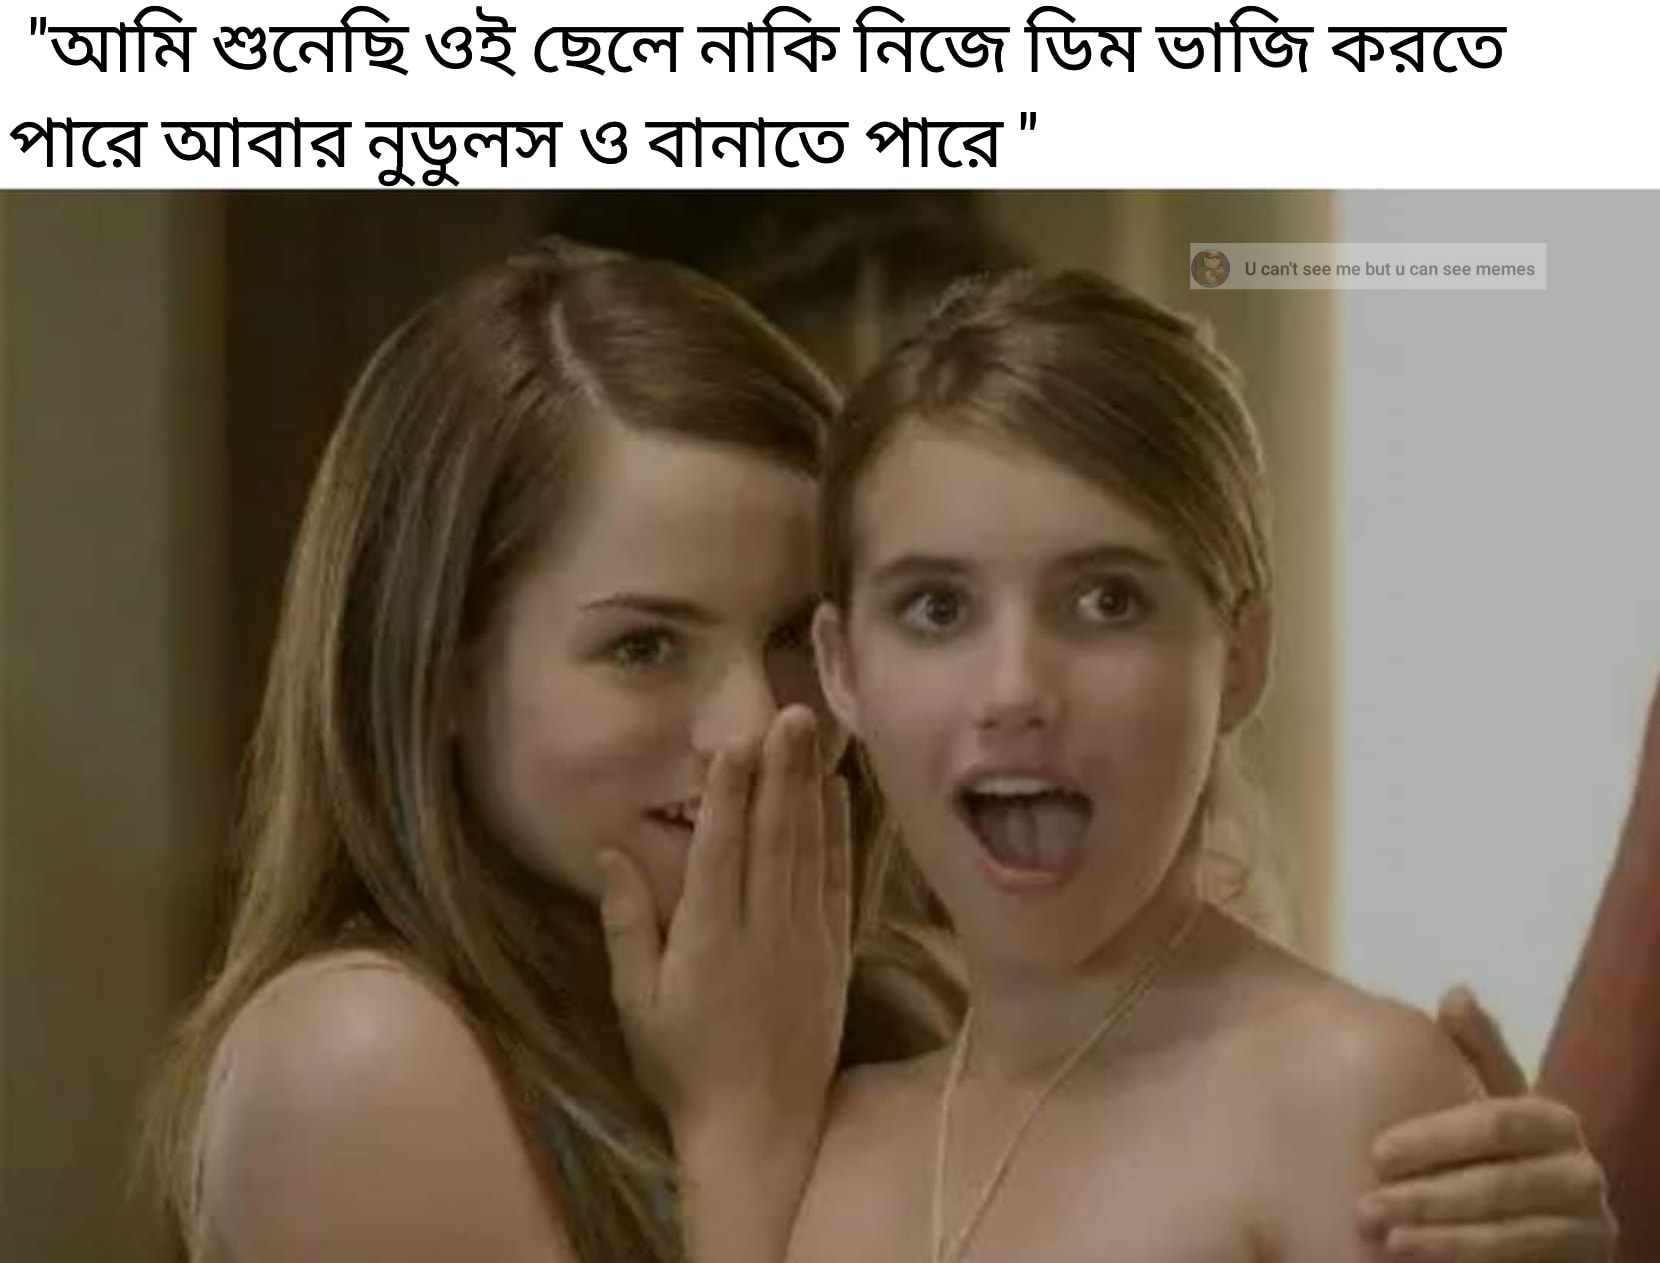 "আমি শুনেছি ওই ছেলে নাকি নিজে ডিম ভাজি করতে
পারে আবার নুডুলস ও বানাতে পারে "
U can't see me but u can see memes